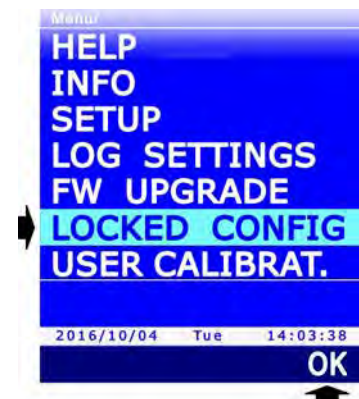 Menu/
HELP
INFO
SETUP
LOG SETTINGS
FW UPGRADE
LOCKED CONFIG
USER CALIBRAT.
2016/10/04 Tue 14:03:38
OK